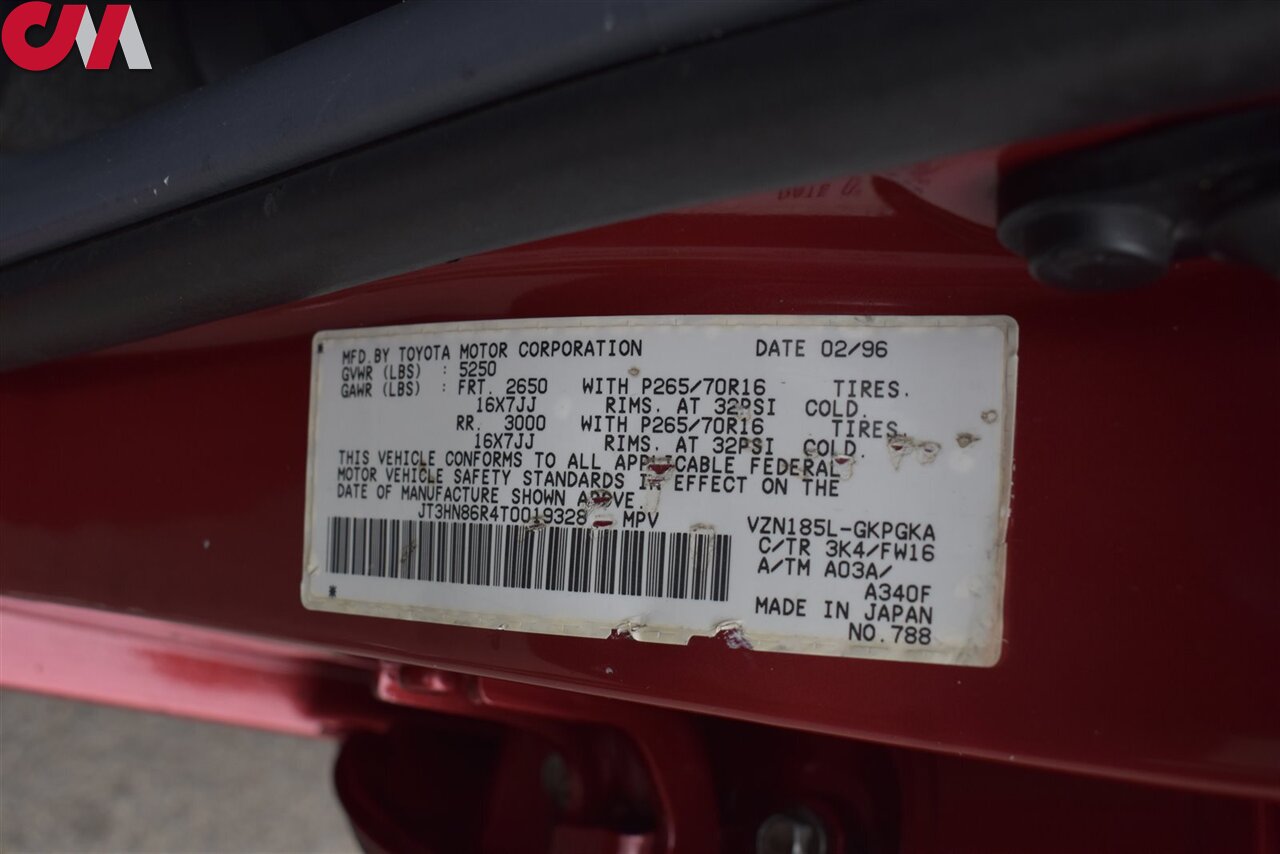 CM
MFD.BY TOYOTA MOTOR CORPORATION DATE 02/96
GVWR (LBS) : 5250
GAWR (LBS) : FRT. 2650 WITH P265/70R16 TIRES.
16X7JJ RIMS. AT 32PSI COLD.
RR. 3000 WITH P265/70R16 TIRES.
16X7JJ RIMS. AT 32PSI COLD.
THIS VEHICLE CONFORMS TO ALL APPLICABLE FEDERAL
MOTOR VEHICLE SAFETY STANDARDS IN EFFECT ON THE
DATE OF MANUFACTURE SHOWN ABOVE.
JT3HN86R4T0019328 MPV
VZN185L-GKPGKA
C/TR 3K4/FW16
A/TM A03A/
A340F
MADE IN JAPAN
NO.788